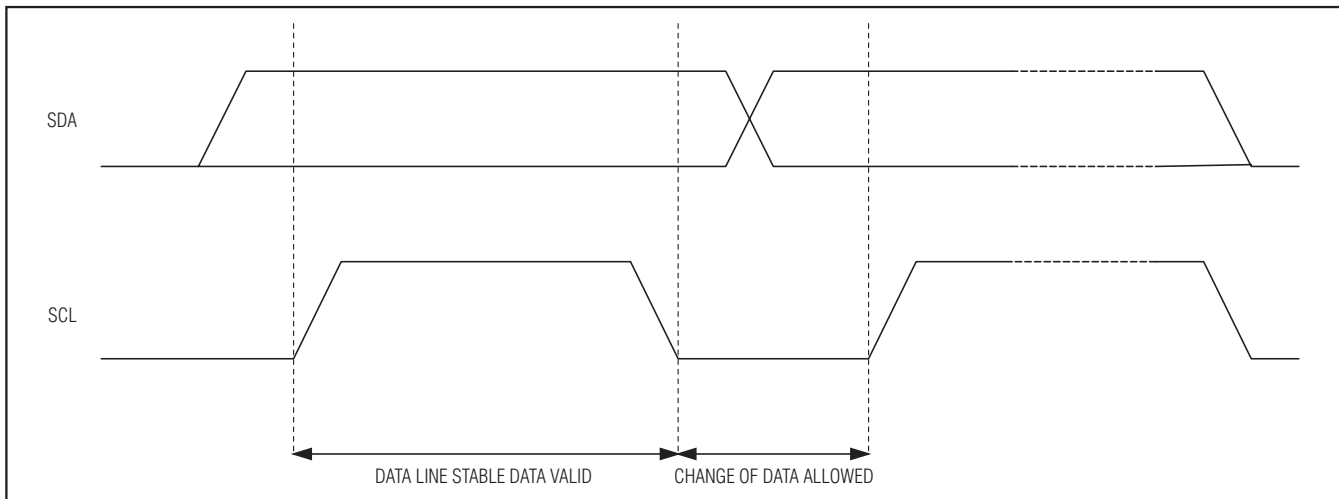 SDA
SCL
DATA LINE STABLE DATA VALID
CHANGE OF DATA ALLOWED